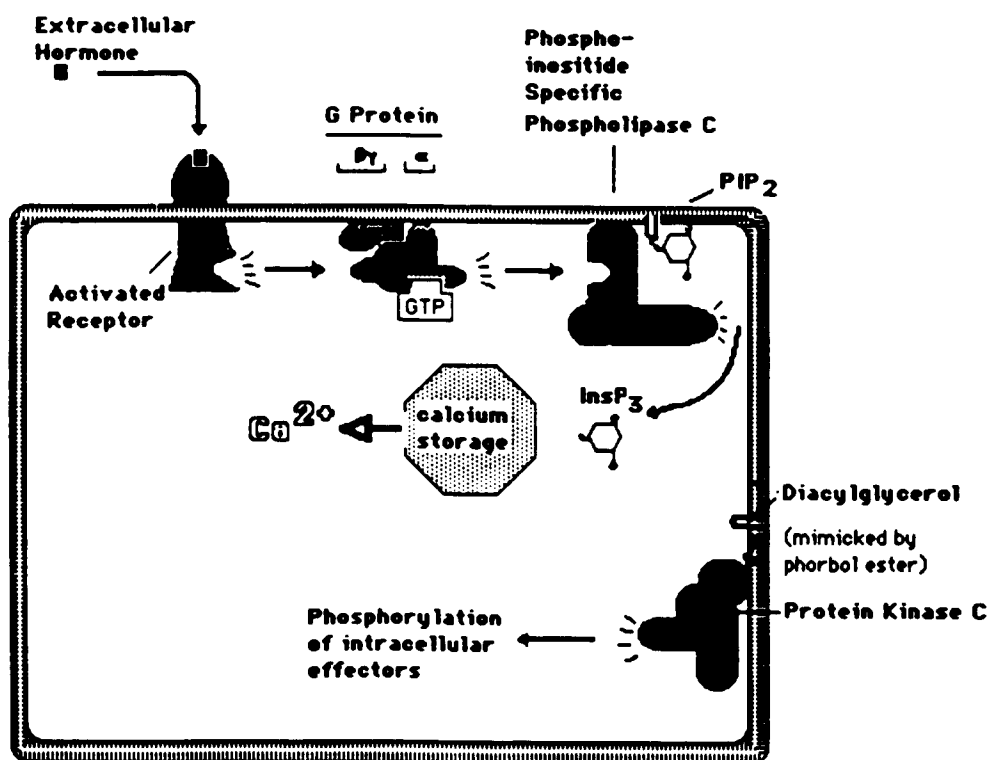 Extracellular
Hormone
G Protein
βγ α
Phospho-
inositide
Specific
Phospholipase C
PIP2
Activated
Receptor
GTP
Ca2+
calcium
storage
InsP3
Diacylglycerol
(mimicked by
phorbol ester)
Protein Kinase C
Phosphorylation
of intracellular
effectors